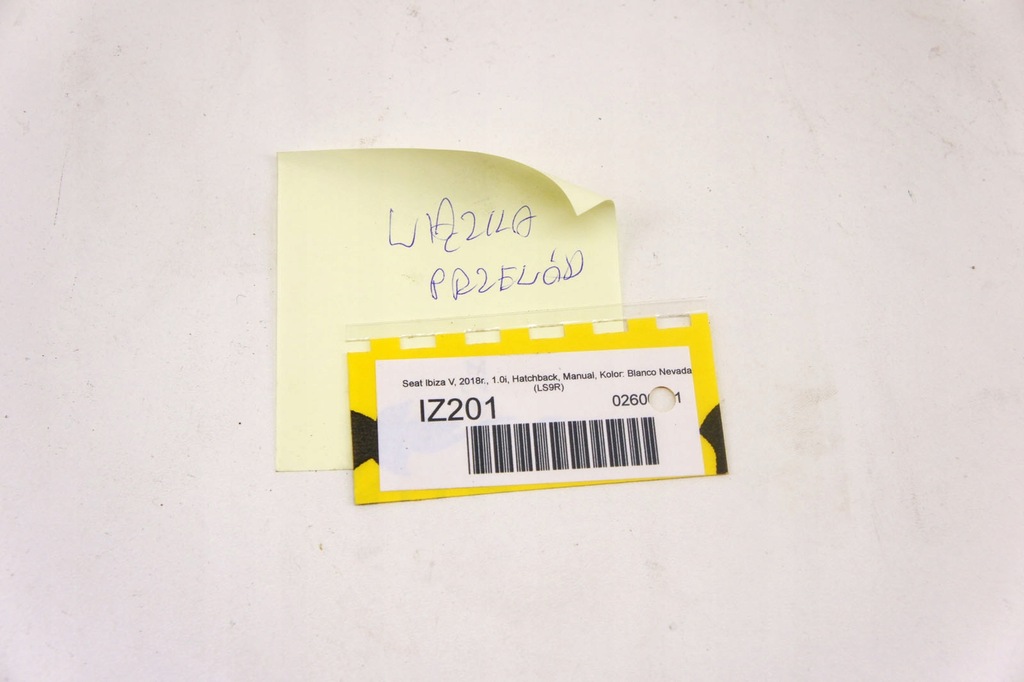 WIĄZKA
PRZEWÓD
Seat Ibiza V, 2018r., 1.0i, Hatchback, Manual, Kolor: Blanco Nevada
(LS9R)
IZ201